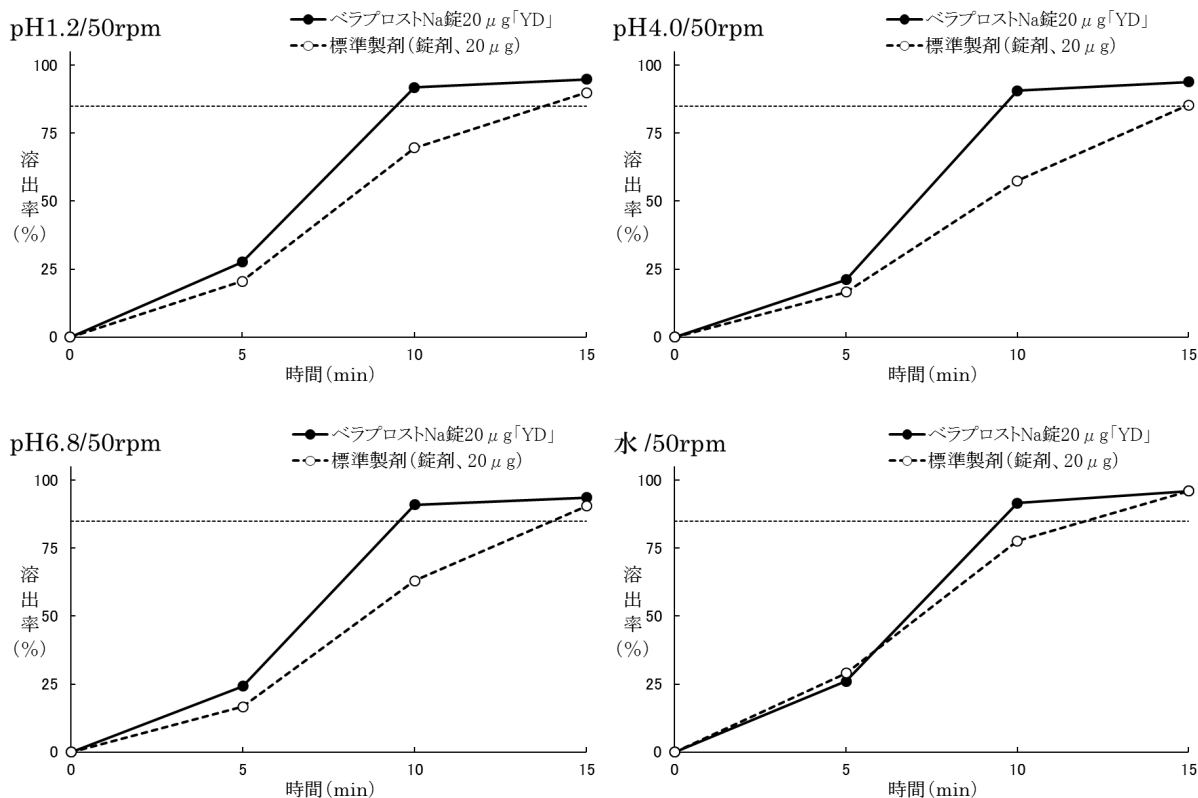 pH1.2/50rpm
ベラプロストNa錠20μg「YD」
標準製剤(錠剤、20μg)
100
75
50
25
0
溶出率(%)
0 5 10 15
時間(min)
pH4.0/50rpm
ベラプロストNa錠20μg「YD」
標準製剤(錠剤、20μg)
100
75
50
25
0
溶出率(%)
0 5 10 15
時間(min)
pH6.8/50rpm
ベラプロストNa錠20μg「YD」
標準製剤(錠剤、20μg)
100
75
50
25
0
溶出率(%)
0 5 10 15
時間(min)
水/50rpm
ベラプロストNa錠20μg「YD」
標準製剤(錠剤、20μg)
100
75
50
25
0
溶出率(%)
0 5 10 15
時間(min)